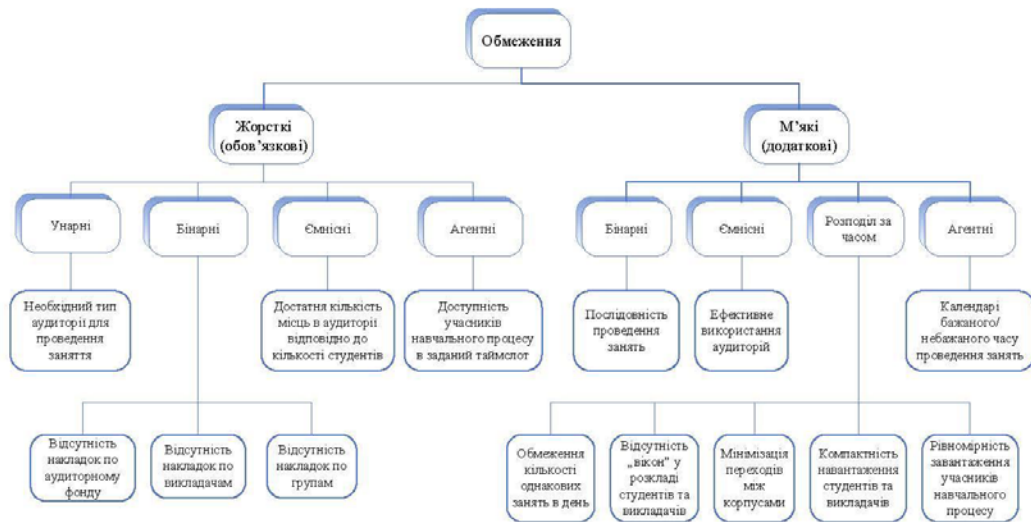 Обмеження
Жорсткі
(обов’язкові)
М’які
(додаткові)
Унарні
Бінарні
Ємнісні
Агентні
Бінарні
Ємнісні
Розподіл за
часом
Агентні
Необхідний тип
аудиторії для
проведення
заняття
Достатня кількість
місць в аудиторії
відповідно до
кількості студентів
Доступність
учасників
навчального процесу
в заданий таймслот
Послідовність
проведення
занять
Ефективне
використання
аудиторій
Календарі
бажаного/
небажаного часу
проведення занять
Відсутність
накладок по
аудиторному
фонду
Відсутність
накладок по
викладачам
Відсутність
накладок по
групам
Обмеження
кількості
однакових
занять в день
Відсутність
„вікон” у
розкладі
студентів та
викладачів
Мінімізація
переходів
між
корпусами
Компактність
навантаження
студентів та
викладачів
Рівномірність
завантаження
учасників
навчального
процесу